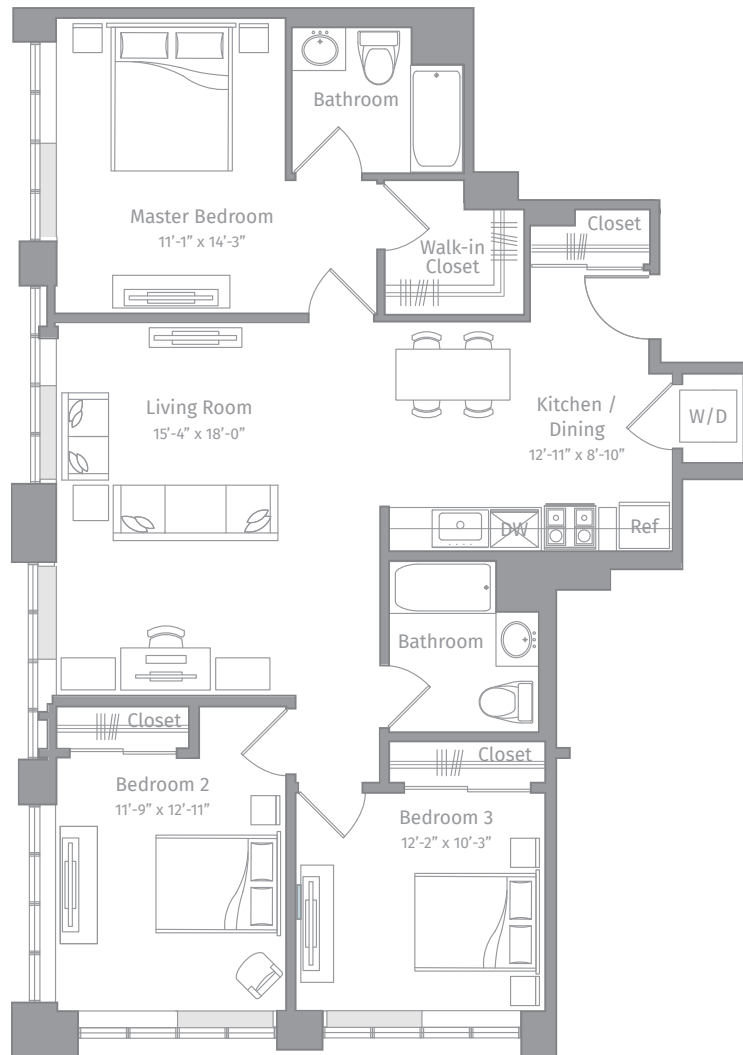 Bathroom
Master Bedroom
11’-1” x 14’-3”
Closet
Walk-in
Closet
Living Room
15’-4” x 18’-0”
Kitchen /
Dining
12’-11” x 8’-10”
W/D
DW
Ref
Bathroom
Closet
Closet
Bedroom 2
11’-9” x 12’-11”
Bedroom 3
12’-2” x 10’-3”